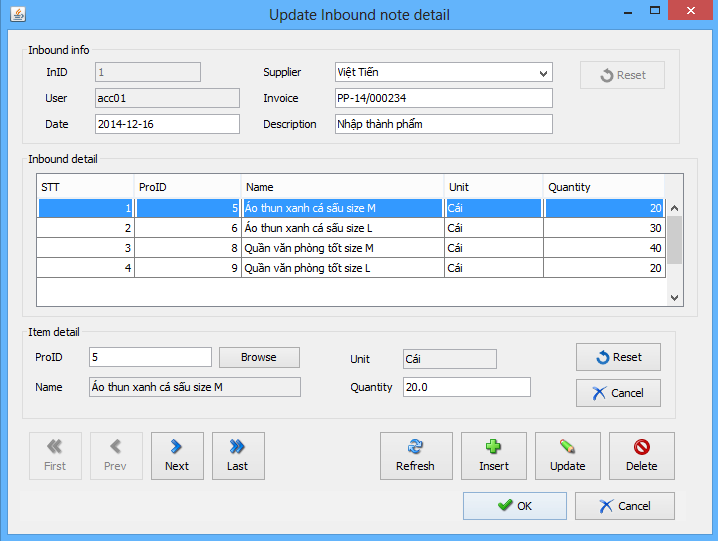 Update Inbound note detail
Inbound info
InID 1 Supplier Việt Tiến Reset
User acc01 Invoice PP-14/000234
Date 2014-12-16 Description Nhập thành phẩm
Inbound detail
STT ProID Name Unit Quantity
1 5 Áo thun xanh cá sấu size M Cái 20
2 6 Áo thun xanh cá sấu size L Cái 30
3 8 Quần văn phòng tốt size M Cái 40
4 9 Quần văn phòng tốt size L Cái 20
Item detail
ProID 5 Browse Unit Cái Reset
Name Áo thun xanh cá sấu size M Quantity 20.0 Cancel
First Prev Next Last Refresh Insert Update Delete
OK Cancel